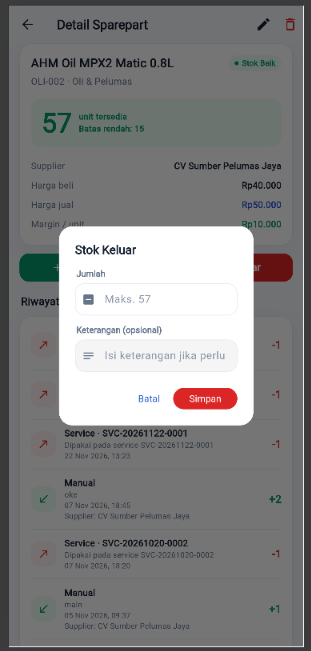 Detail Sparepart
AHM Oil MPX2 Matic 0.8L
Stok Baik
OLI-002 · Oli & Pelumas
57
unit tersedia
Batas rendah: 15
Supplier
CV Sumber Pelumas Jaya
Harga beli
Rp40.000
Harga jual
Rp50.000
Margin / unit
Rp10.000
Stok Keluar
Jumlah
Maks. 57
Keterangan (opsional)
Isi keterangan jika perlu
Batal
Simpan
Riwayat
-1
-1
Service · SVC-20261122-0001
Dipakai pada service SVC-20261122-0001
22 Nov 2026, 13:23
-1
Manual
oke
07 Nov 2026, 18:45
Supplier: CV Sumber Pelumas Jaya
+2
Service · SVC-20261020-0002
Dipakai pada service SVC-20261020-0002
07 Nov 2026, 18:20
-1
Manual
main
05 Nov 2026, 09:37
Supplier: CV Sumber Pelumas Jaya
+1